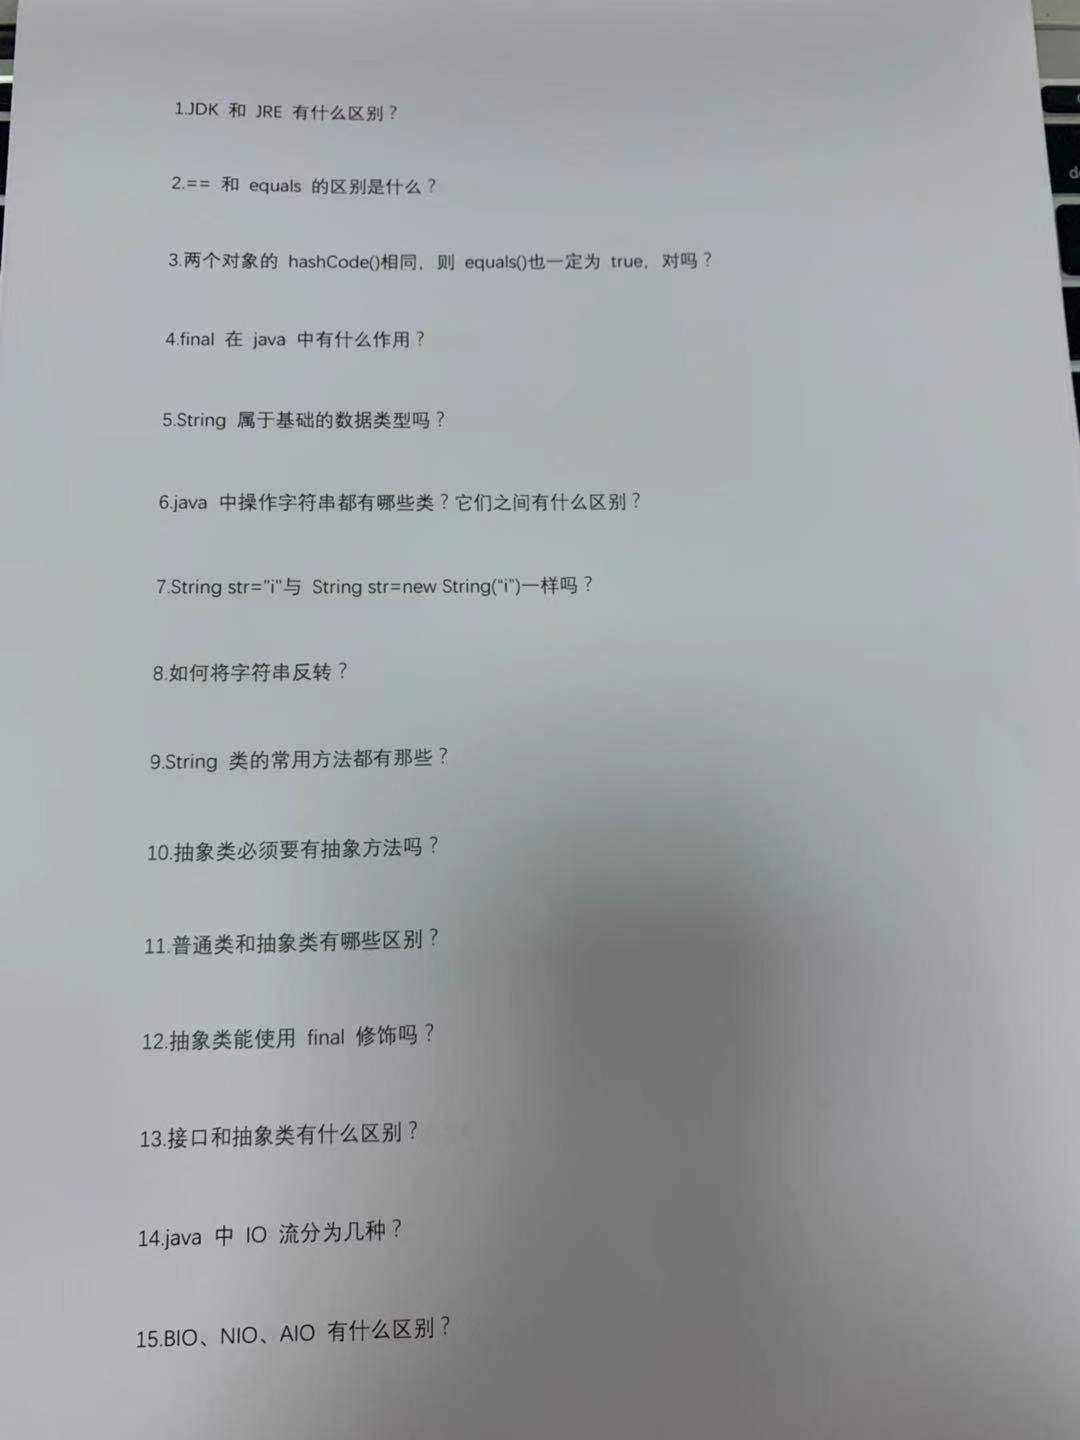 1.JDK 和 JRE 有什么区别？
2.== 和 equals 的区别是什么？
3.两个对象的 hashCode()相同，则 equals()也一定为 true，对吗？
4.final 在 java 中有什么作用？
5.String 属于基础的数据类型吗？
6.java 中操作字符串都有哪些类？它们之间有什么区别？
7.String str="i"与 String str=new String(“i”)一样吗？
8.如何将字符串反转？
9.String 类的常用方法都有那些？
10.抽象类必须要有抽象方法吗？
11.普通类和抽象类有哪些区别？
12.抽象类能使用 final 修饰吗？
13.接口和抽象类有什么区别？
14.java 中 IO 流分为几种？
15.BIO、NIO、AIO 有什么区别？